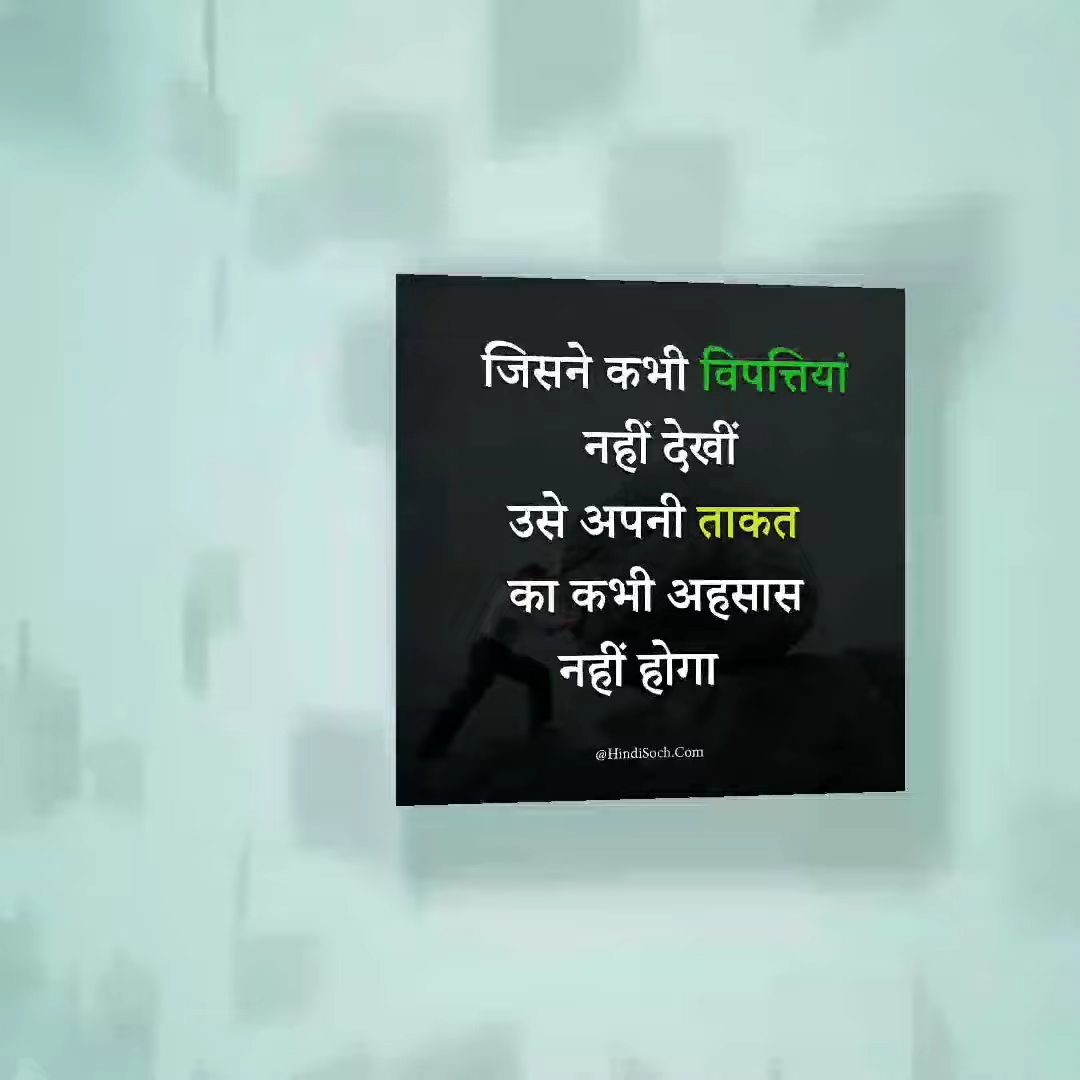 जिसने कभी विपत्तियां
नहीं देखीं
उसे अपनी ताकत
का कभी अहसास
नहीं होगा
@HindiSoch.Com